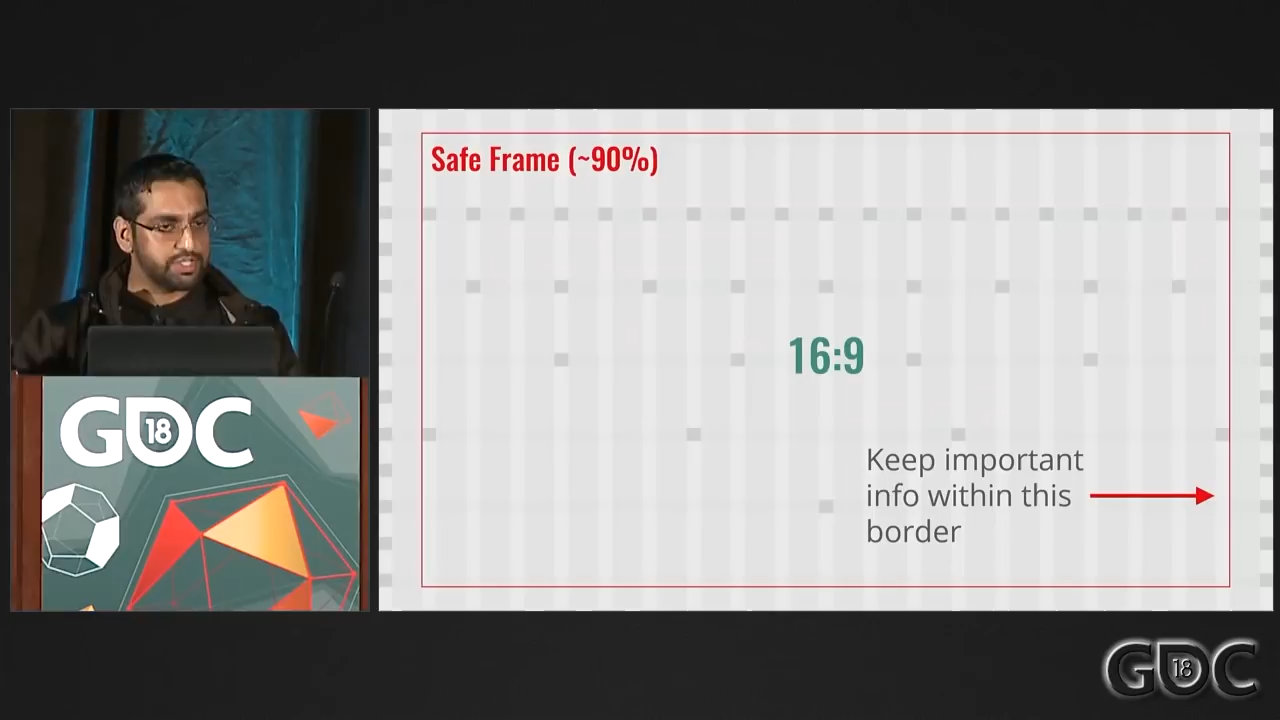 Safe Frame (~90%)
16:9
Keep important
info within this
border
GDC
18
GDC
18